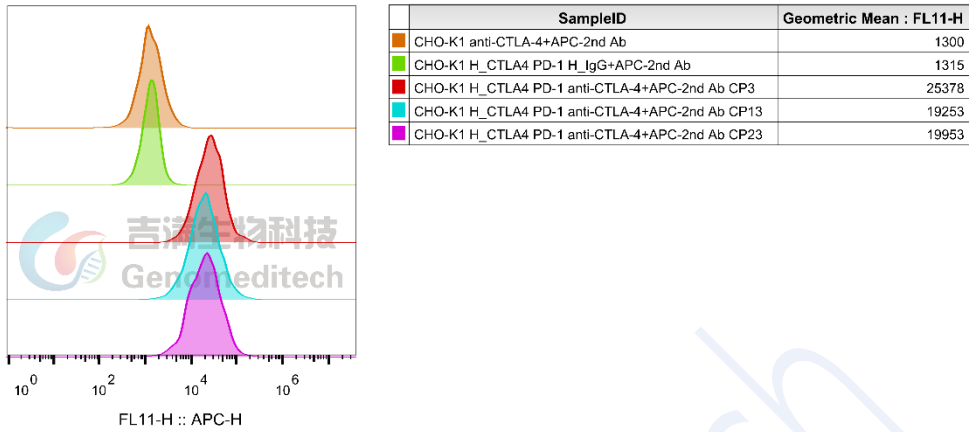 SampleID Geometric Mean : FL11-H
CHO-K1 anti-CTLA-4+APC-2nd Ab 1300
CHO-K1 H_CTLA4 PD-1 H_IgG+APC-2nd Ab 1315
CHO-K1 H_CTLA4 PD-1 anti-CTLA-4+APC-2nd Ab CP3 25378
CHO-K1 H_CTLA4 PD-1 anti-CTLA-4+APC-2nd Ab CP13 19253
CHO-K1 H_CTLA4 PD-1 anti-CTLA-4+APC-2nd Ab CP23 19953
吉满生物科技
Genomeditech
10^0 10^2 10^4 10^6
FL11-H :: APC-H